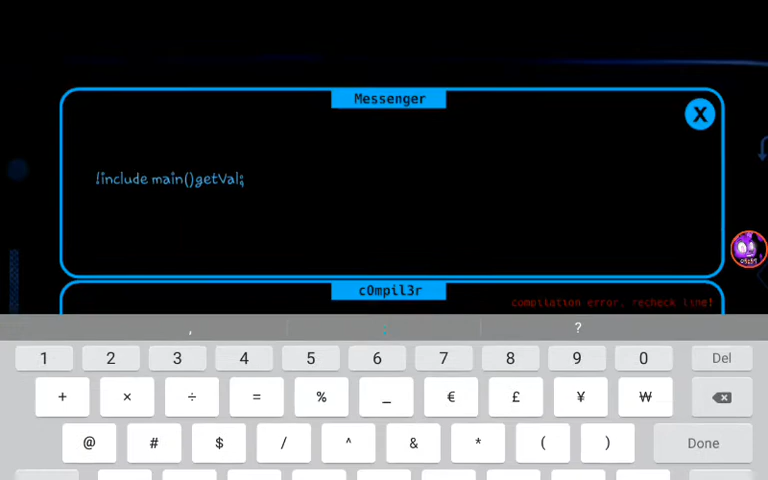 Messenger
X
!include main()getVal;
c0mpil3r
compilation error, recheck line!
, ; ?
1 2 3 4 5 6 7 8 9 0 Del
+ × ÷ = % _ € £ ¥ ₩
@ # $ / ^ & * ( ) Done